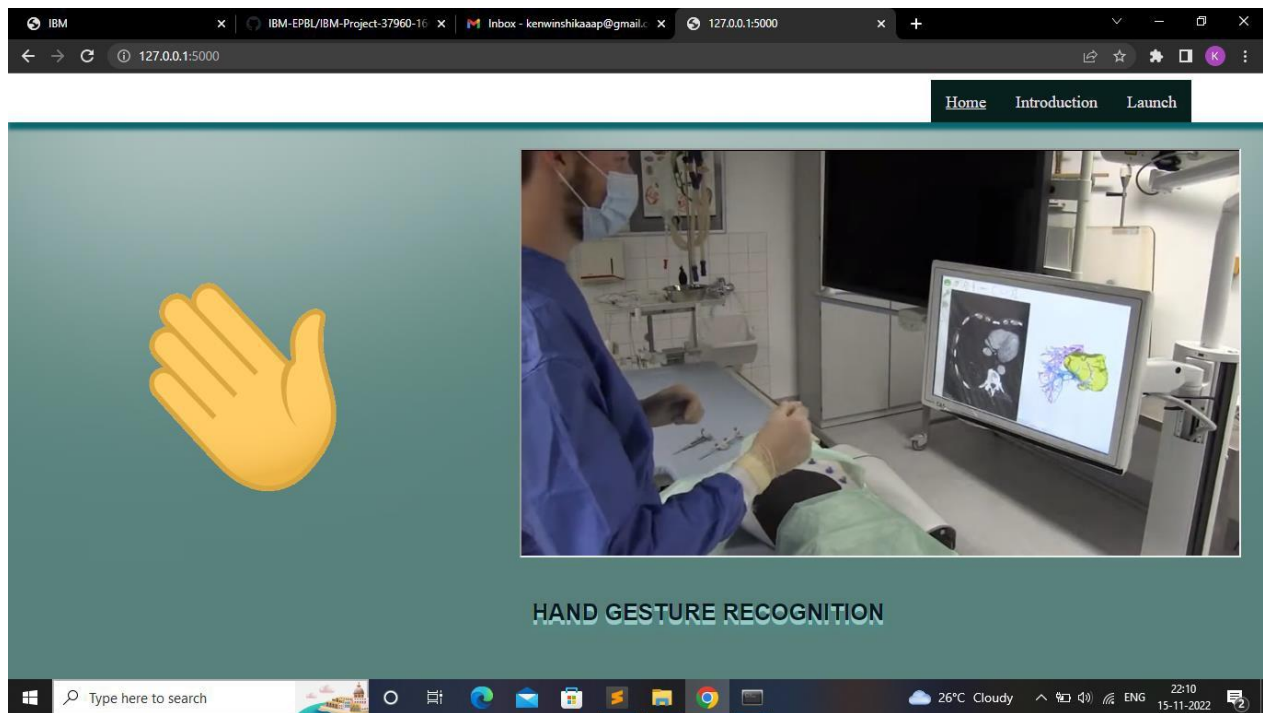 IBM
IBM-EPBL/IBM-Project-37960-16
Inbox - kenwinshikaaap@gmail.c
127.0.0.1:5000
127.0.0.1:5000
K
Home Introduction Launch
HAND GESTURE RECOGNITION
Type here to search
26°C Cloudy
ENG
22:10
15-11-2022
2